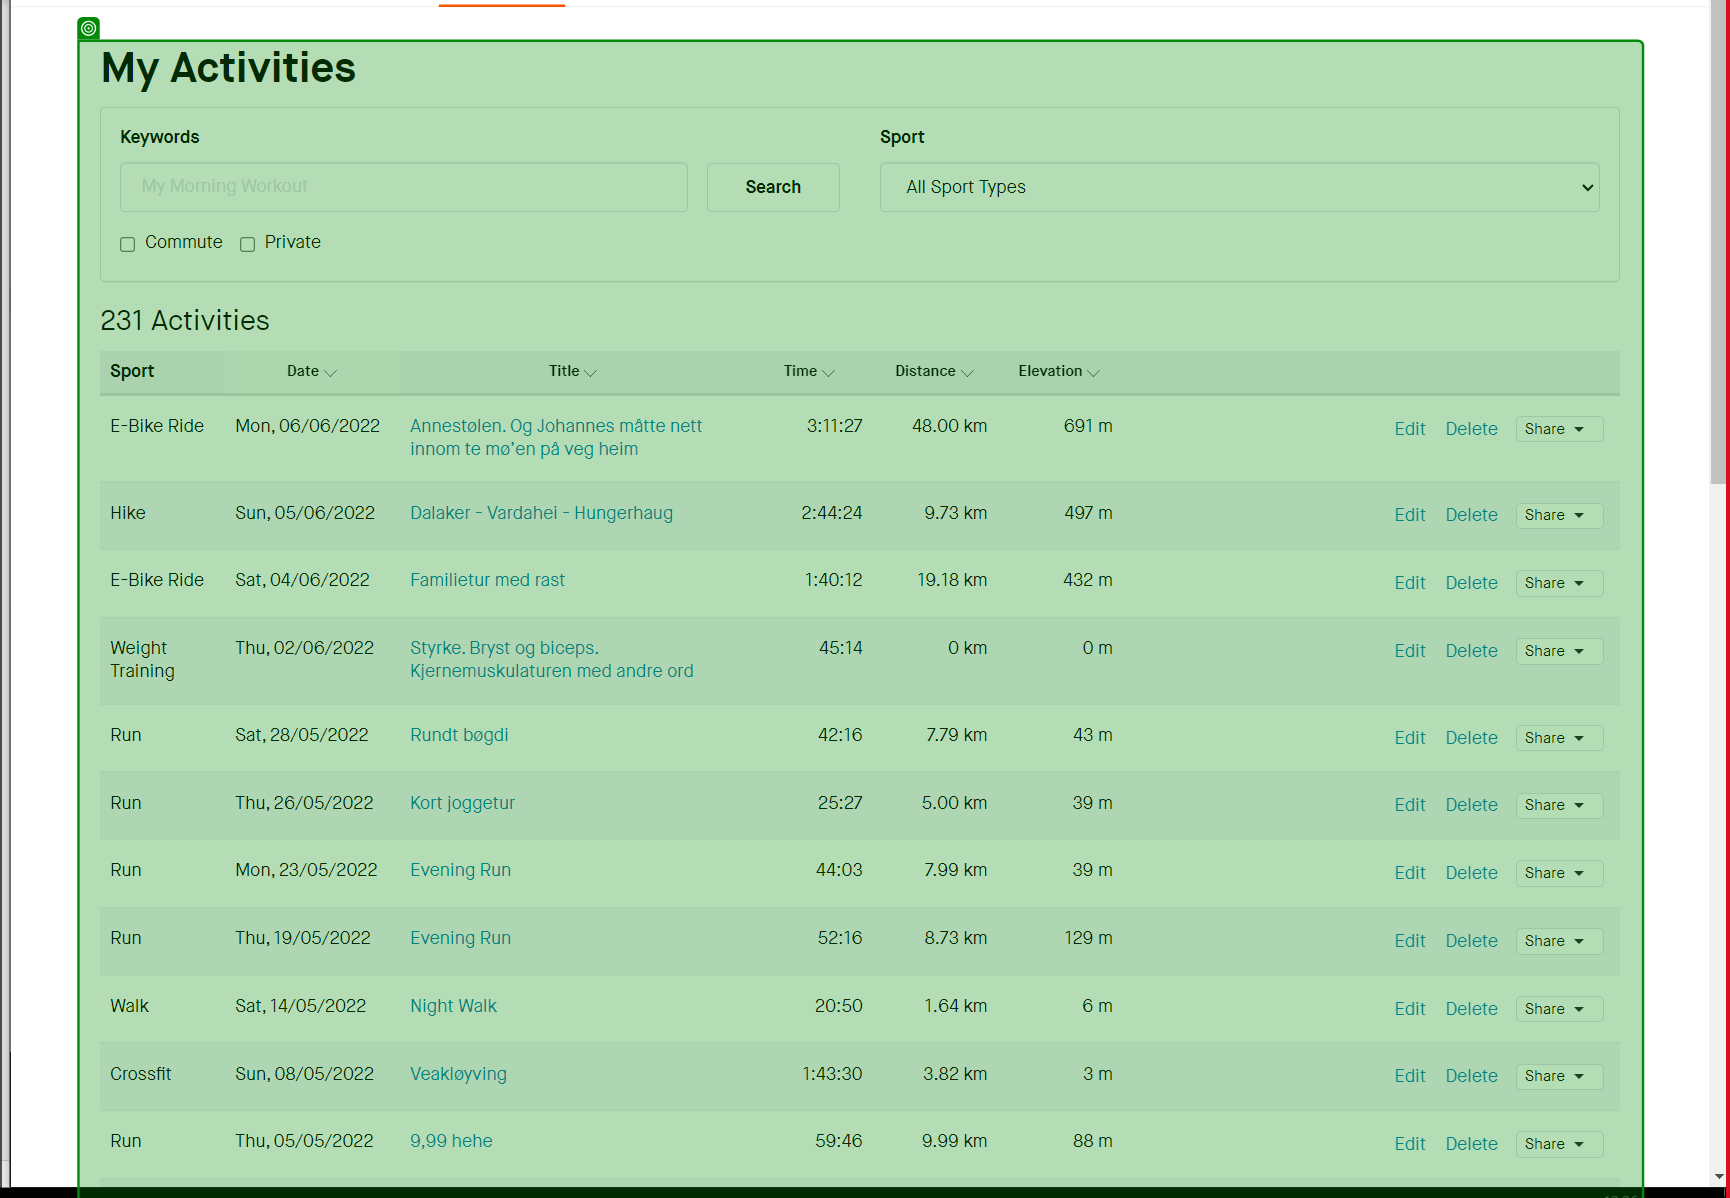 My Activities
Keywords
Sport
My Morning Workout
Search
All Sport Types
Commute
Private
231 Activities
Sport Date Title Time Distance Elevation
E-Bike Ride Mon, 06/06/2022 Annestølen. Og Johannes måtte nett 3:11:27 48.00 km 691 m Edit Delete Share
innom te mø’en på veg heim
Hike Sun, 05/06/2022 Dalaker - Vardahei - Hungerhaug 2:44:24 9.73 km 497 m Edit Delete Share
E-Bike Ride Sat, 04/06/2022 Familietur med rast 1:40:12 19.18 km 432 m Edit Delete Share
Weight Thu, 02/06/2022 Styrke. Bryst og biceps. 45:14 0 km 0 m Edit Delete Share
Training Kjernemuskulaturen med andre ord
Run Sat, 28/05/2022 Rundt bøgdi 42:16 7.79 km 43 m Edit Delete Share
Run Thu, 26/05/2022 Kort joggetur 25:27 5.00 km 39 m Edit Delete Share
Run Mon, 23/05/2022 Evening Run 44:03 7.99 km 39 m Edit Delete Share
Run Thu, 19/05/2022 Evening Run 52:16 8.73 km 129 m Edit Delete Share
Walk Sat, 14/05/2022 Night Walk 20:50 1.64 km 6 m Edit Delete Share
Crossfit Sun, 08/05/2022 Veakløyving 1:43:30 3.82 km 3 m Edit Delete Share
Run Thu, 05/05/2022 9,99 hehe 59:46 9.99 km 88 m Edit Delete Share